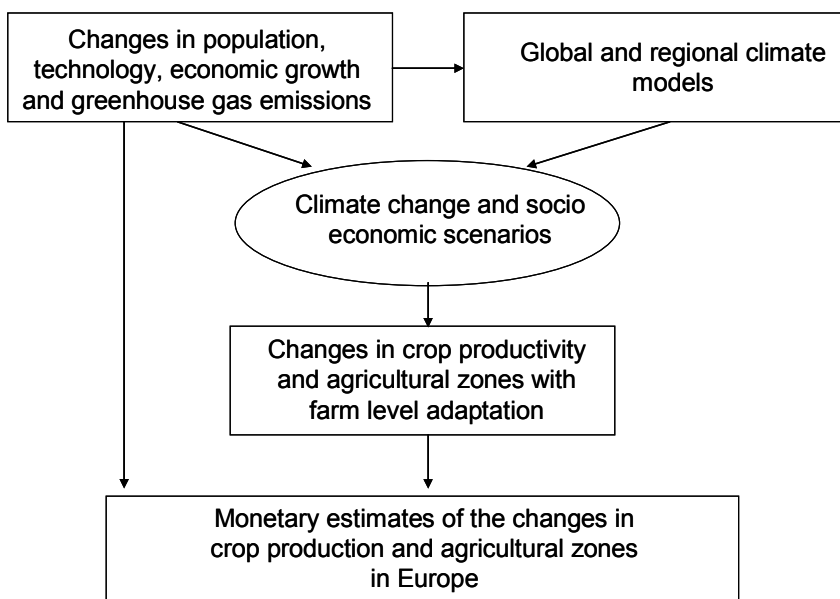 Changes in population,
technology, economic growth
and greenhouse gas emissions
Global and regional climate
models
Climate change and socio
economic scenarios
Changes in crop productivity
and agricultural zones with
farm level adaptation
Monetary estimates of the changes in
crop production and agricultural zones
in Europe